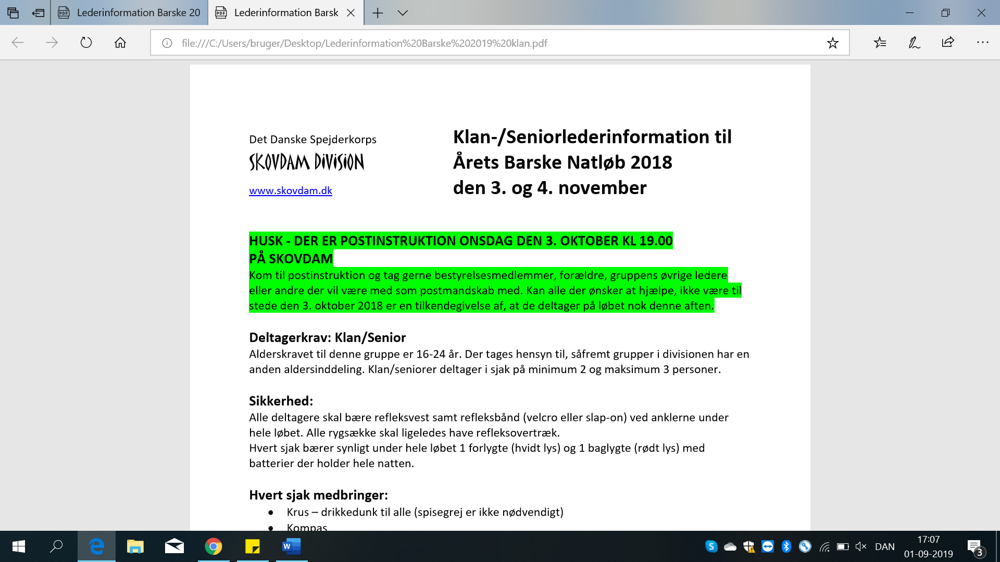 Lederinformation Barske 20
Lederinformation Barsk
file:///C:/Users/bruger/Desktop/Lederinformation%20Barske%202019%20klan.pdf
Det Danske Spejderkorps
SKOVDAM DIVISION
www.skovdam.dk
Klan-/Seniorlederinformation til
Årets Barske Natløb 2018
den 3. og 4. november
HUSK - DER ER POSTINSTRUKTION ONSDAG DEN 3. OKTOBER KL 19.00
PÅ SKOVDAM
Kom til postinstruktion og tag gerne bestyrelsesmedlemmer, forældre, gruppens øvrige ledere
eller andre der vil være med som postmandskab med. Kan alle der ønsker at hjælpe, ikke være til
stede den 3. oktober 2018 er en tilkendegivelse af, at de deltager på løbet nok denne aften.
Deltagerkrav: Klan/Senior
Alderskravet til denne gruppe er 16-24 år. Der tages hensyn til, såfremt grupper i divisionen har en
anden aldersinddeling. Klan/seniorer deltager i sjak på minimum 2 og maksimum 3 personer.
Sikkerhed:
Alle deltagere skal bære refleksvest samt refleksbånd (velcro eller slap-on) ved anklerne under
hele løbet. Alle rygsække skal ligeledes have refleksovertræk.
Hvert sjak bærer synligt under hele løbet 1 forlygte (hvidt lys) og 1 baglygte (rødt lys) med
batterier der holder hele natten.
Hvert sjak medbringer:
• Krus – drikkedunk til alle (spisegrej er ikke nødvendigt)
• Kompas
DAN
17:07
01-09-2019
3